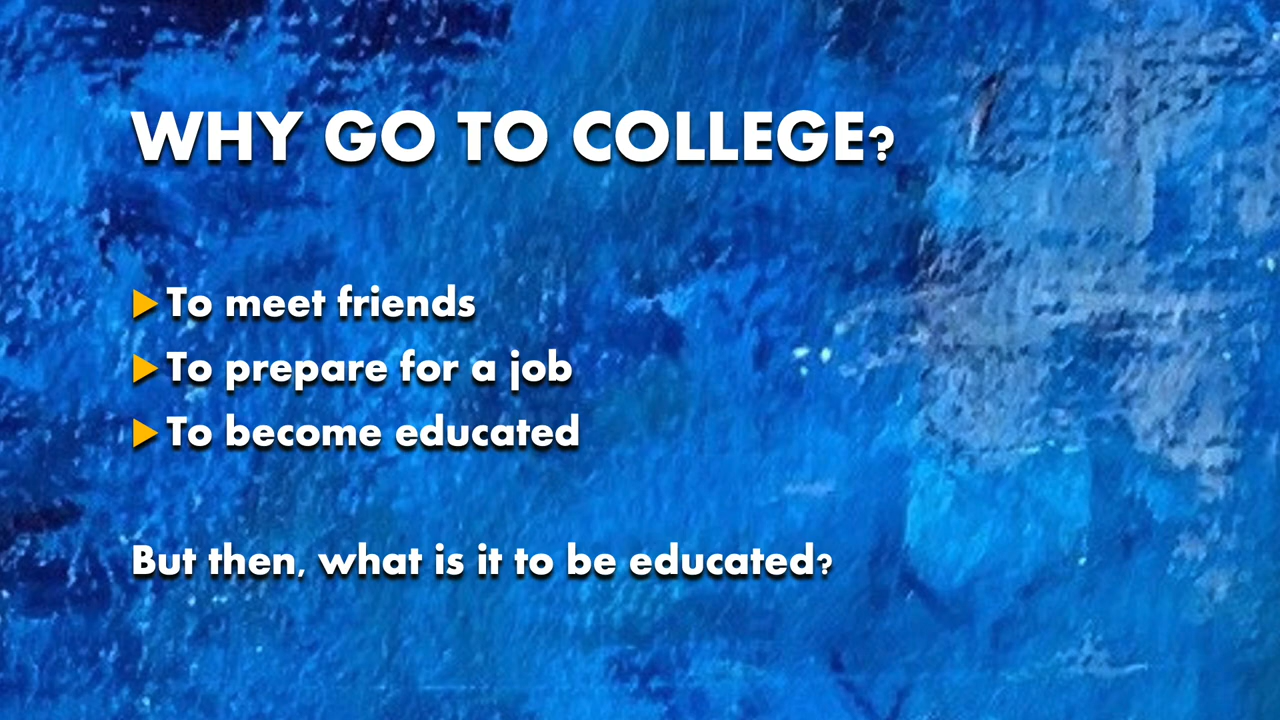 WHY GO TO COLLEGE?
To meet friends
To prepare for a job
To become educated
But then, what is it to be educated?